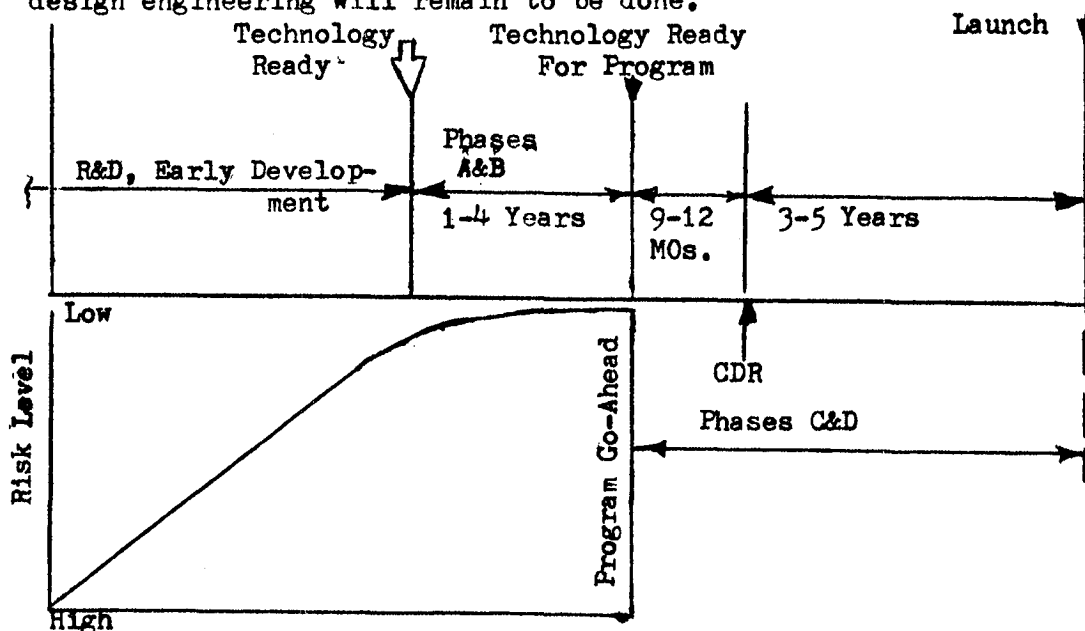 design engineering will remain to be done.
Technology
Ready
Technology Ready
For Program
Launch
R&D, Early Develop-
ment
Phases
A&B
1-4 Years
9-12
MOs.
3-5 Years
Low
Risk Level
High
Program Go-Ahead
CDR
Phases C&D